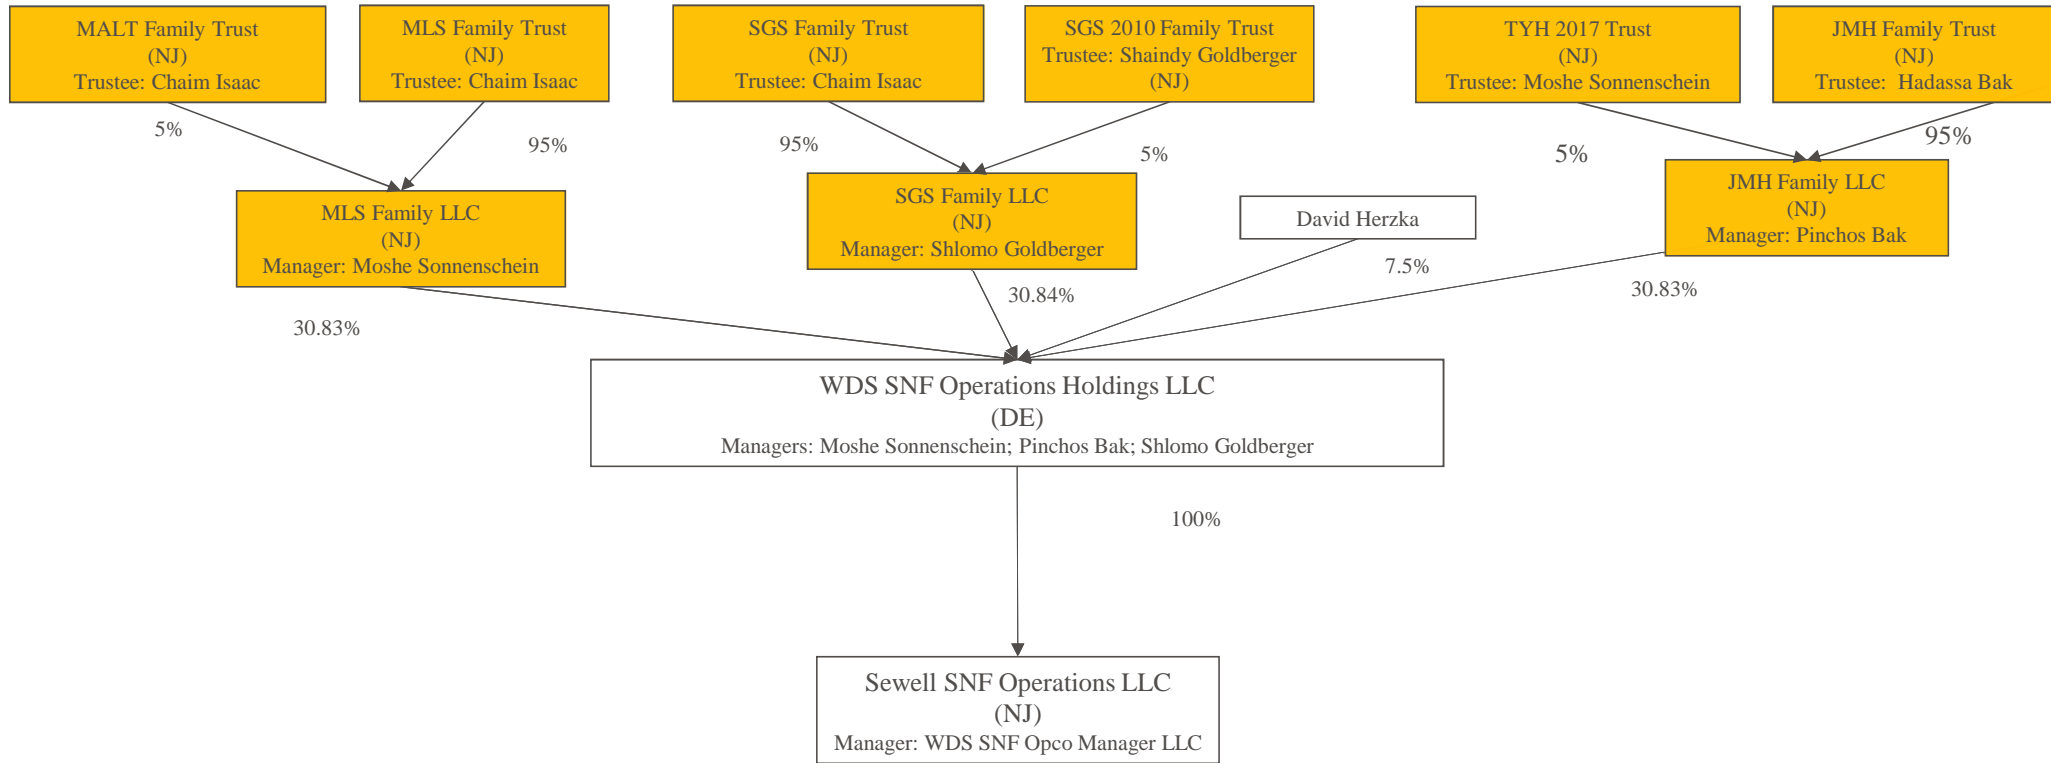 MALT Family Trust
(NJ)
Trustee: Chaim Isaac
MLS Family Trust
(NJ)
Trustee: Chaim Isaac
SGS Family Trust
(NJ)
Trustee: Chaim Isaac
SGS 2010 Family Trust
Trustee: Shaindy Goldberger
(NJ)
TYH 2017 Trust
(NJ)
Trustee: Moshe Sonnenschein
JMH Family Trust
(NJ)
Trustee: Hadassa Bak
5%
95%
95%
5%
5%
95%
MLS Family LLC
(NJ)
Manager: Moshe Sonnenschein
SGS Family LLC
(NJ)
Manager: Shlomo Goldberger
David Herzka
JMH Family LLC
(NJ)
Manager: Pinchos Bak
30.83%
30.84%
7.5%
30.83%
WDS SNF Operations Holdings LLC
(DE)
Managers: Moshe Sonnenschein; Pinchos Bak; Shlomo Goldberger
100%
Sewell SNF Operations LLC
(NJ)
Manager: WDS SNF Opco Manager LLC